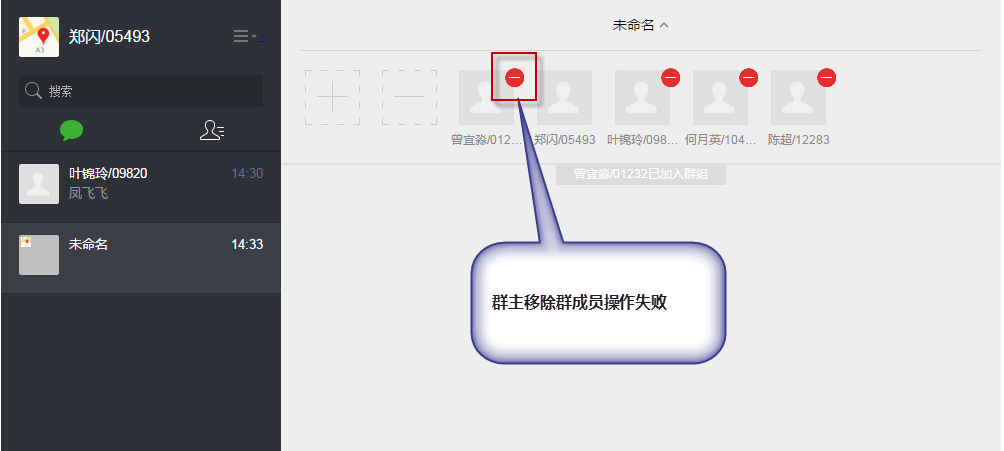 郑闪/05493
A3
搜索
叶锦玲/09820
14:30
凤飞飞
未命名
14:33
未命名
曾宜淼/012...
郑闪/05493
叶锦玲/098...
何月英/104...
陈超/12283
曾宜淼/01232已加入群组
群主移除群成员操作失败